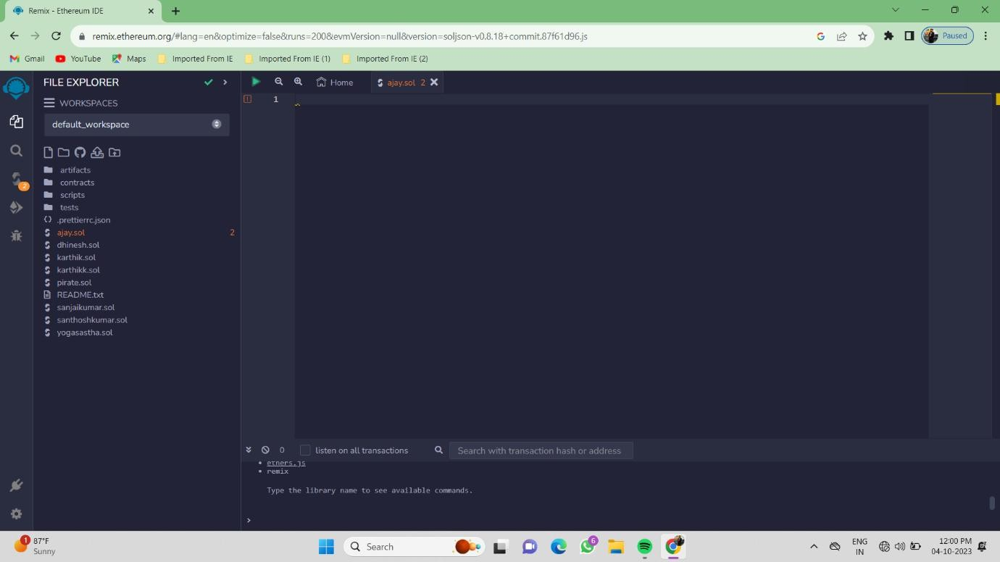 Remix - Ethereum IDE
remix.ethereum.org/#lang=en&optimize=false&runs=200&evmVersion=null&version=soljson-v0.8.18+commit.87f61d96.js
Paused
Gmail YouTube Maps Imported From IE Imported From IE (1) Imported From IE (2)
FILE EXPLORER
Home
ajay.sol 2
WORKSPACES
1
default_workspace
artifacts
contracts
2
scripts
tests
.prettierrc.json
ajay.sol 2
dhinesh.sol
karthik.sol
karthikk.sol
pirate.sol
README.txt
sanjaikumar.sol
santhoshkumar.sol
yogasastha.sol
0 listen on all transactions Search with transaction hash or address
ethers.js
remix
Type the library name to see available commands.
>
1
87°F
Sunny
Search
6
ENG
IN
12:00 PM
04-10-2023